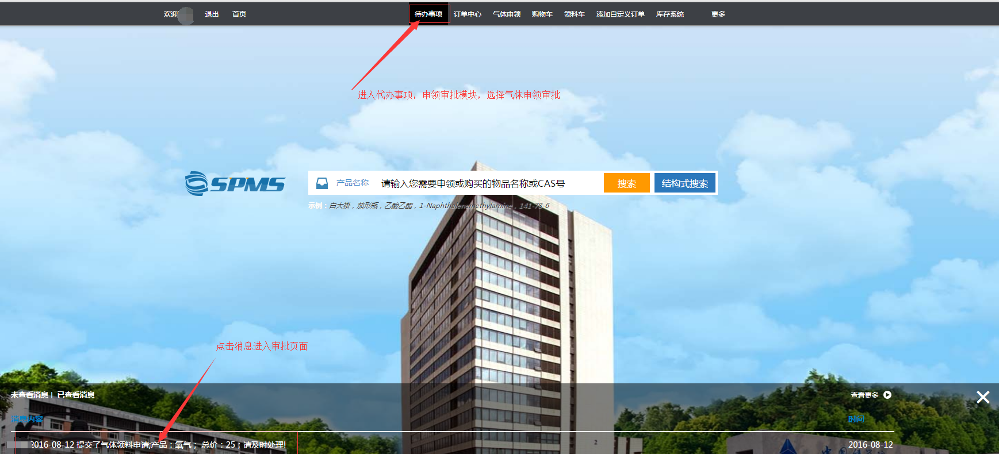 欢迎 退出 首页 待办事项 订单中心 气体申领 购物车 领料车 添加自定义订单 库存系统 更多
进入代办事项，申领审批模块，选择气体申领审批
SPMS 产品名称 请输入您需要申领或购买的物品名称或CAS号 搜索 结构式搜索
示例：白大褂，茄形瓶，乙酸乙酯，1-Naphthalenemethylamine，141-78-6
点击消息进入审批页面
未查看消息 | 已查看消息 查看更多
消息内容 时间
2016-08-12 提交了气体领料申请;产品：氧气； 总价：25；请及时处理! 2016-08-12
2